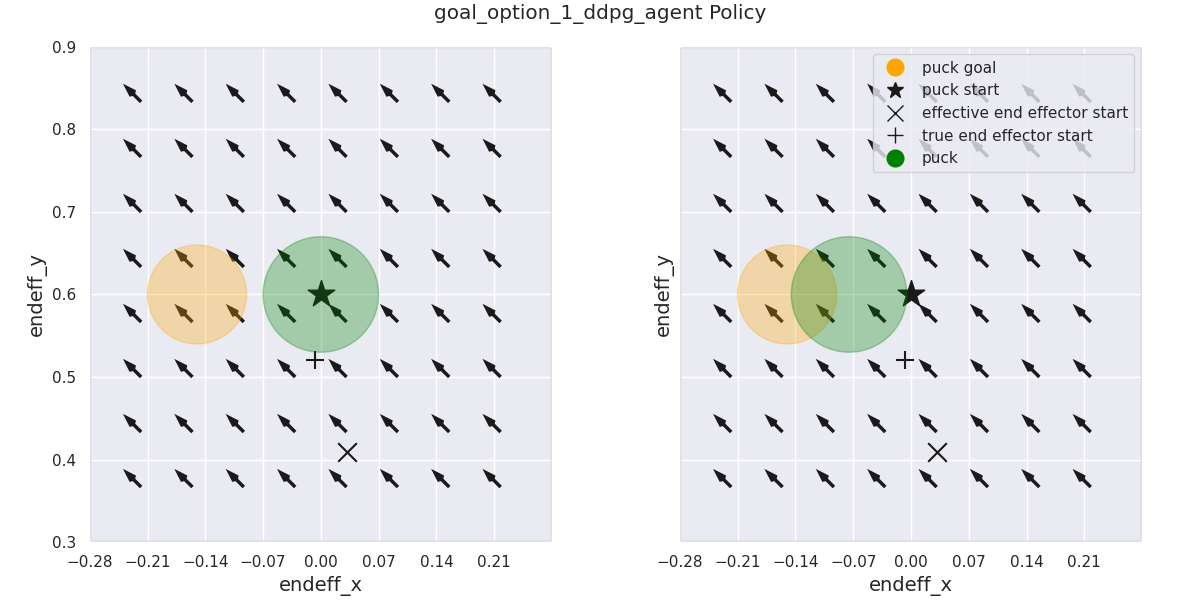 goal_option_1_ddpg_agent Policy
0.9
0.8
0.7
0.6
0.5
0.4
0.3
endeff_y
−0.28 −0.21 −0.14 −0.07 0.00 0.07 0.14 0.21
endeff_x
endeff_y
puck goal
puck start
effective end effector start
true end effector start
puck
−0.28 −0.21 −0.14 −0.07 0.00 0.07 0.14 0.21
endeff_x